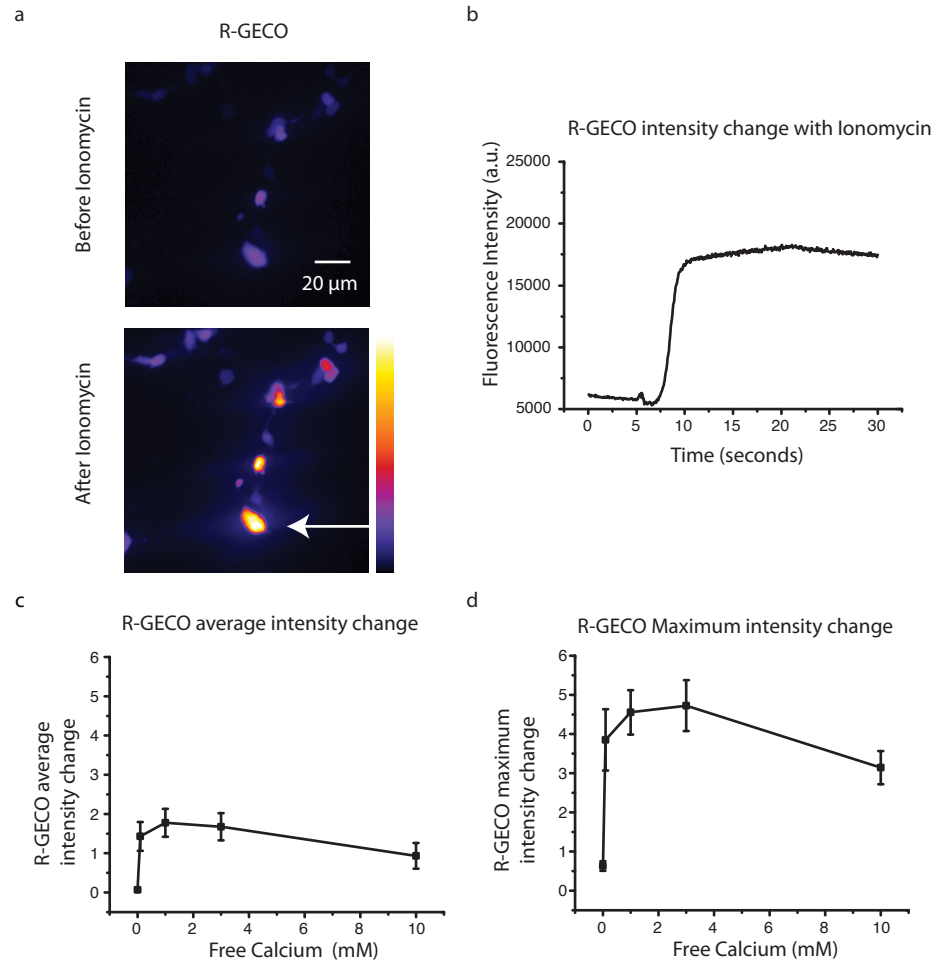 a
R-GECO
Before Ionomycin
20 µm
After Ionomycin
b
R-GECO intensity change with Ionomycin
Fluorescence Intensity (a.u.)
25000
20000
15000
10000
5000
0 5 10 15 20 25 30
Time (seconds)
c
R-GECO average intensity change
R-GECO average
intensity change
6
5
4
3
2
1
0
0 2 4 6 8 10
Free Calcium (mM)
d
R-GECO Maximum intensity change
R-GECO maximum
intensity change
6
5
4
3
2
1
0
0 2 4 6 8 10
Free Calcium (mM)